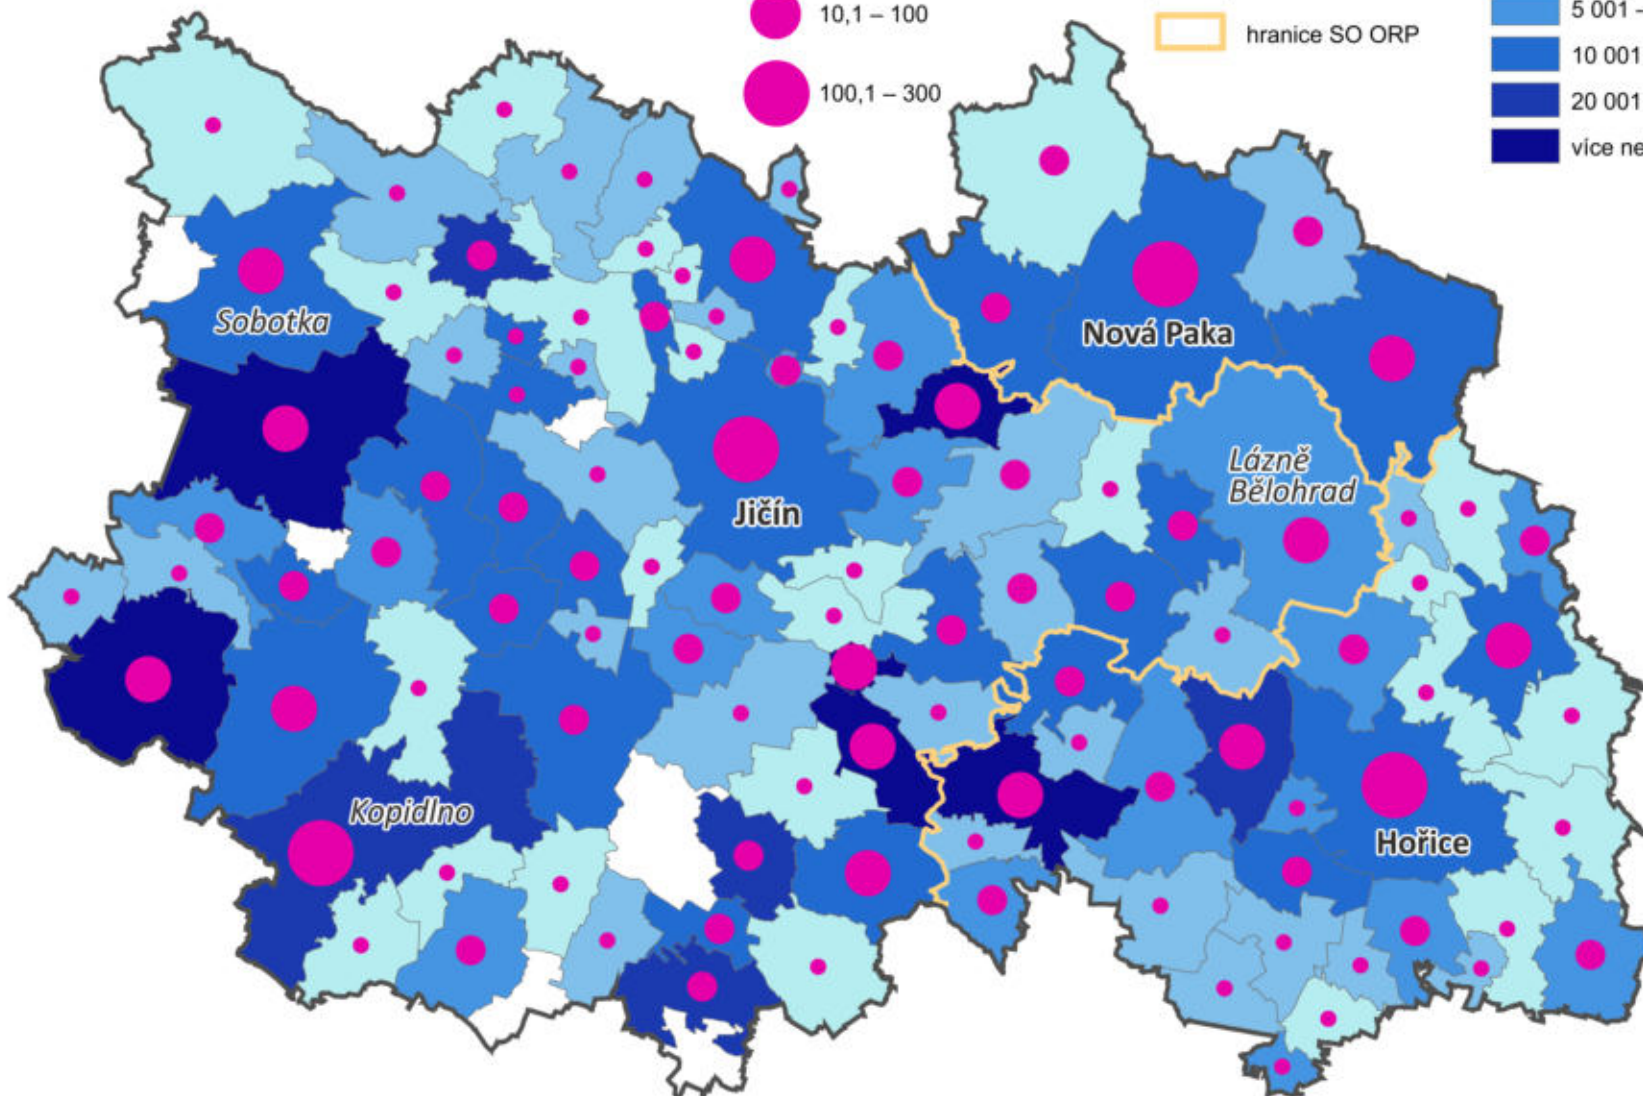 10,1 – 100
100,1 – 300
hranice SO ORP
5 001 –
10 001
20 001
více ne
Sobotka
Nová Paka
Lázně
Bělohrad
Jičín
Kopidlno
Hořice